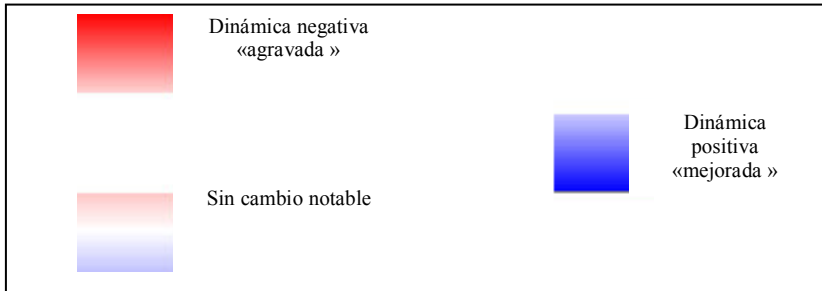 Dinámica negativa
«agravada »
Sin cambio notable
Dinámica
positiva
«mejorada »